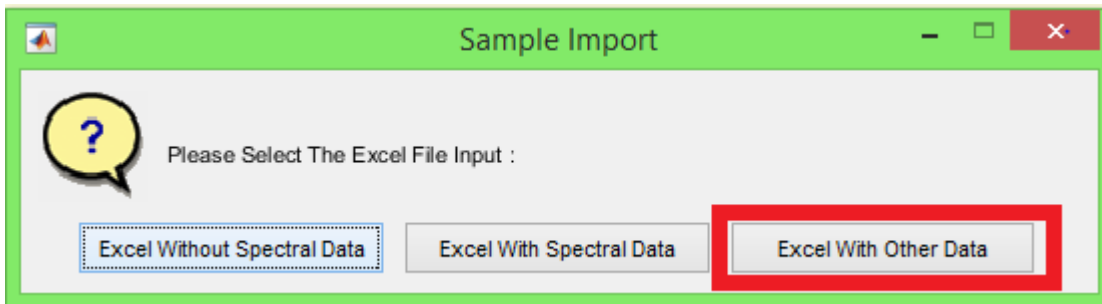 Sample Import
?
Please Select The Excel File Input :
Excel Without Spectral Data
Excel With Spectral Data
Excel With Other Data